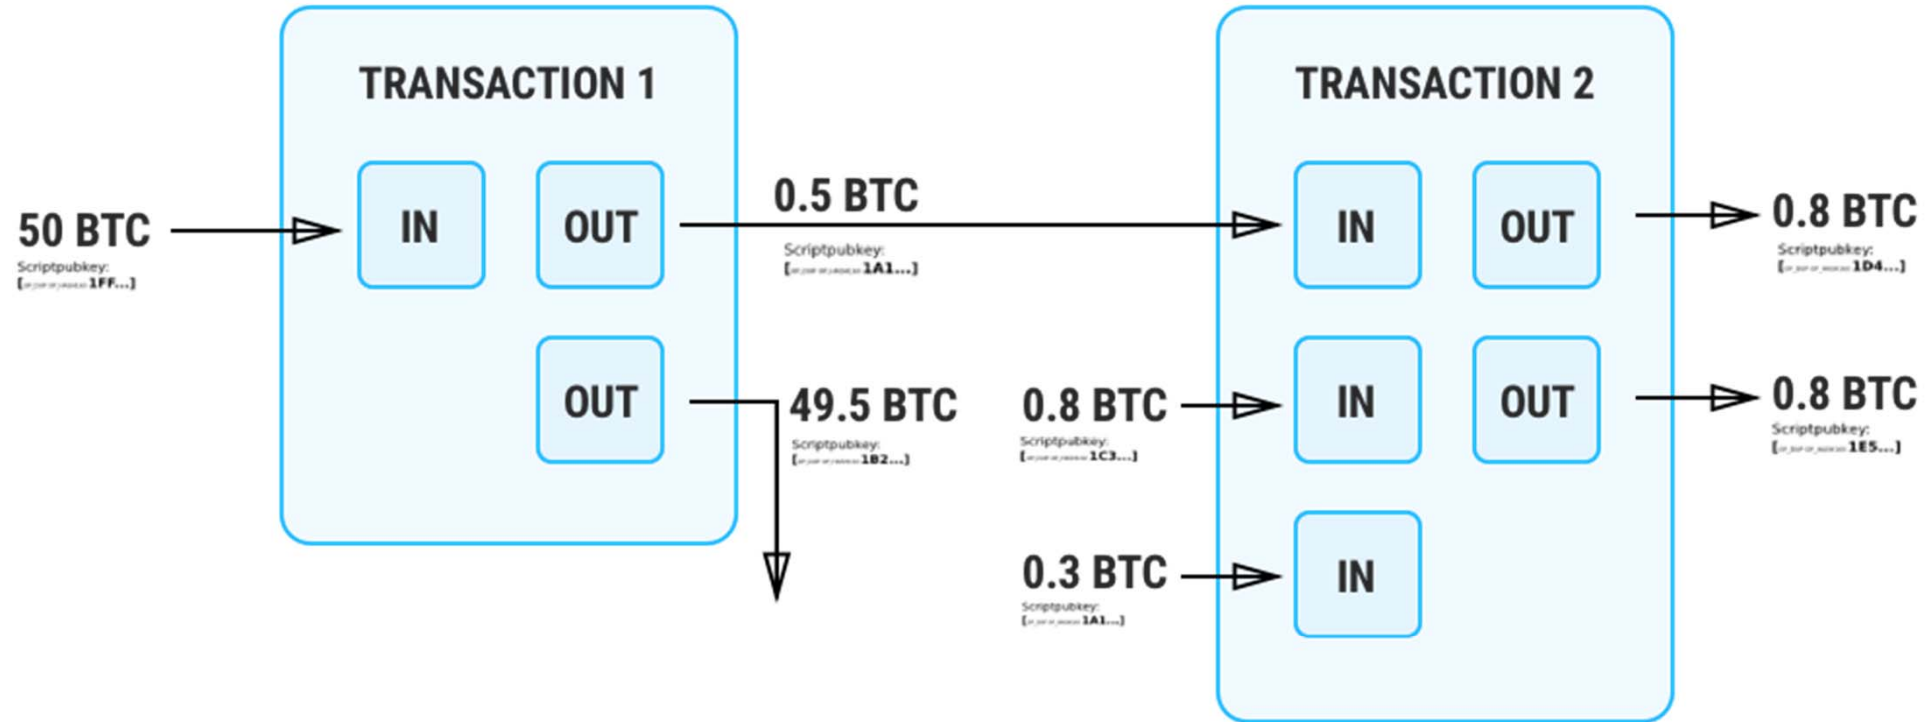 TRANSACTION 1
TRANSACTION 2
50 BTC
Scriptpubkey:
[ 1FF...]
IN
OUT
0.5 BTC
Scriptpubkey:
[ 1A1...]
IN
OUT
0.8 BTC
Scriptpubkey:
[ 1D4...]
OUT
49.5 BTC
Scriptpubkey:
[ 1B2...]
0.8 BTC
Scriptpubkey:
[ 1C3...]
IN
OUT
0.8 BTC
Scriptpubkey:
[ 1E5...]
0.3 BTC
Scriptpubkey:
[ 1A1...]
IN